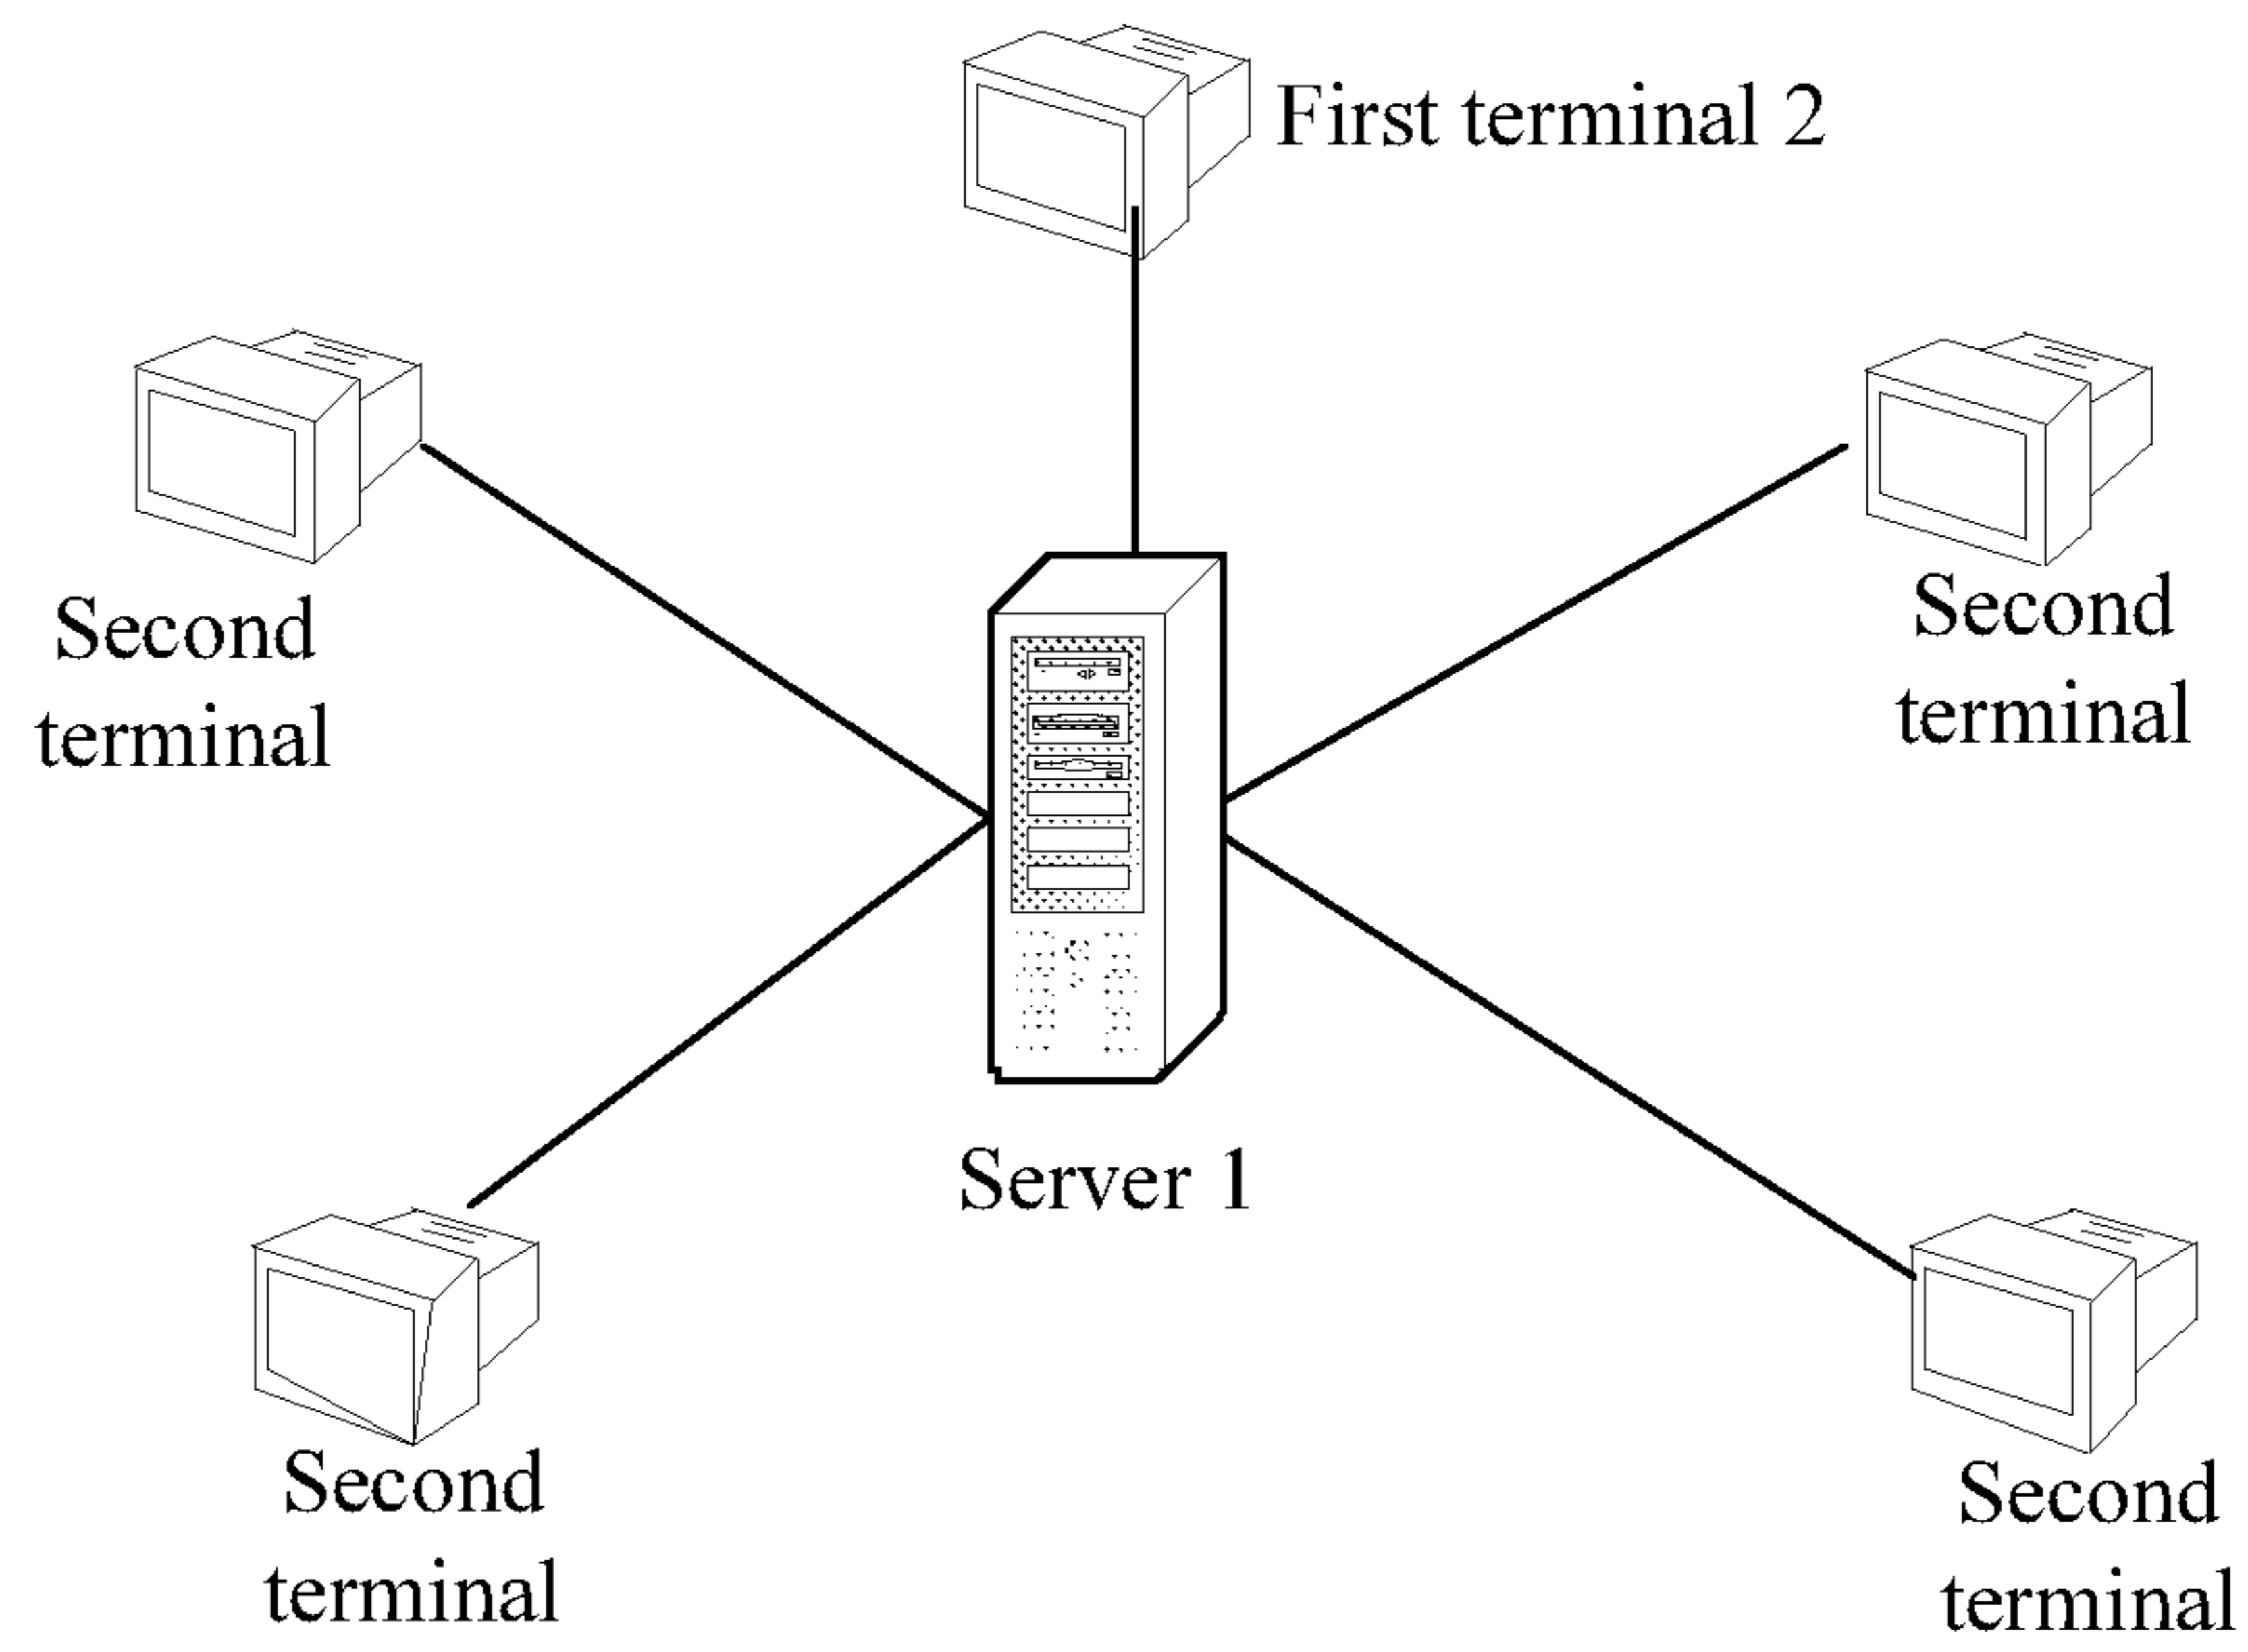 First terminal 2
Second
terminal
Second
terminal
Server 1
Second
terminal
Second
terminal